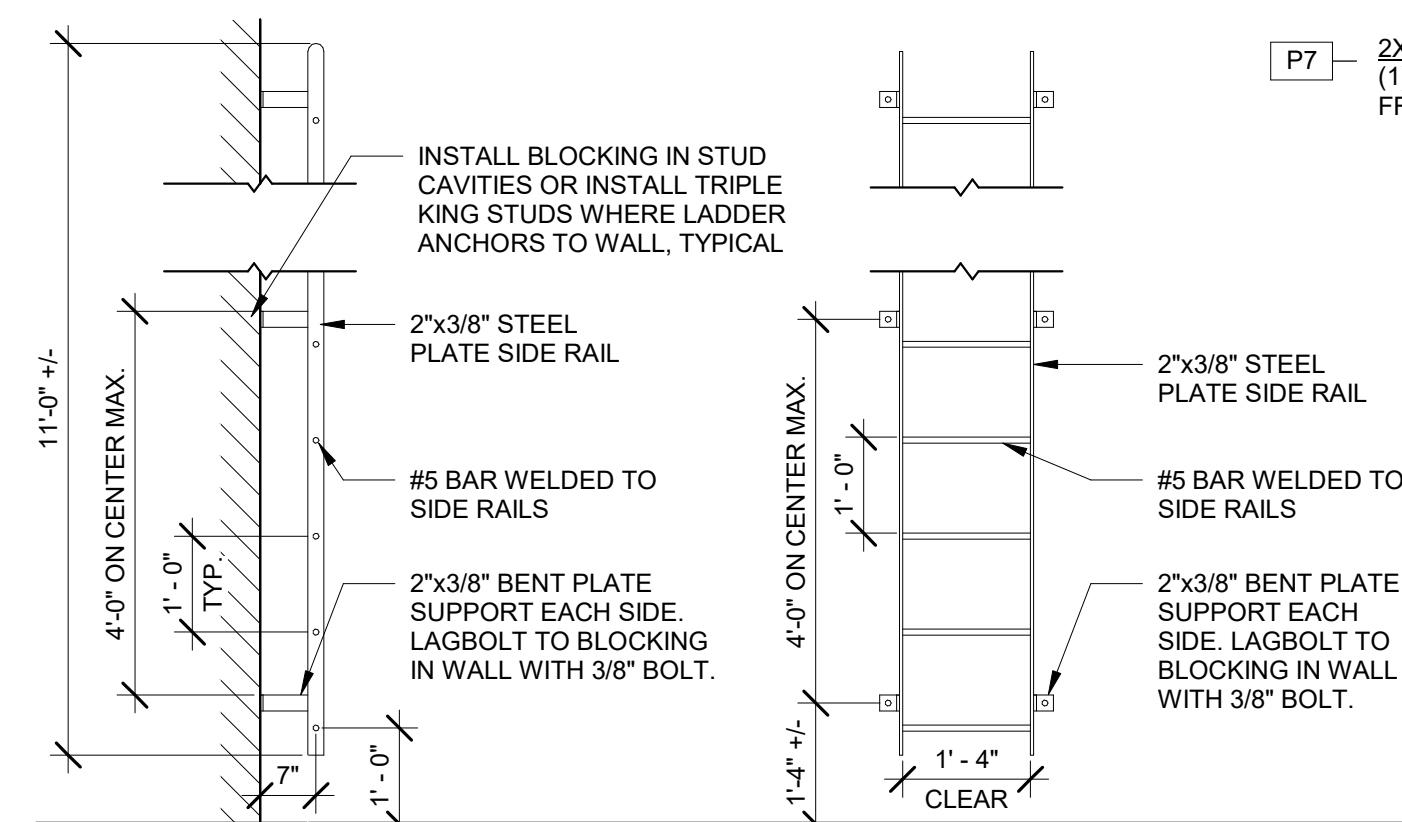 11'-0" +/-
4'-0" ON CENTER MAX.
1' - 0"
TYP.
7"
1' - 0"
INSTALL BLOCKING IN STUD
CAVITIES OR INSTALL TRIPLE
KING STUDS WHERE LADDER
ANCHORS TO WALL, TYPICAL
2"x3/8" STEEL
PLATE SIDE RAIL
#5 BAR WELDED TO
SIDE RAILS
2"x3/8" BENT PLATE
SUPPORT EACH SIDE.
LAGBOLT TO BLOCKING
IN WALL WITH 3/8" BOLT.
4'-0" ON CENTER MAX.
1' - 0"
1'-4" +/-
1' - 4"
CLEAR
2"x3/8" STEEL
PLATE SIDE RAIL
#5 BAR WELDED TO
SIDE RAILS
2"x3/8" BENT PLATE
SUPPORT EACH
SIDE. LAGBOLT TO
BLOCKING IN WALL
WITH 3/8" BOLT.
P7